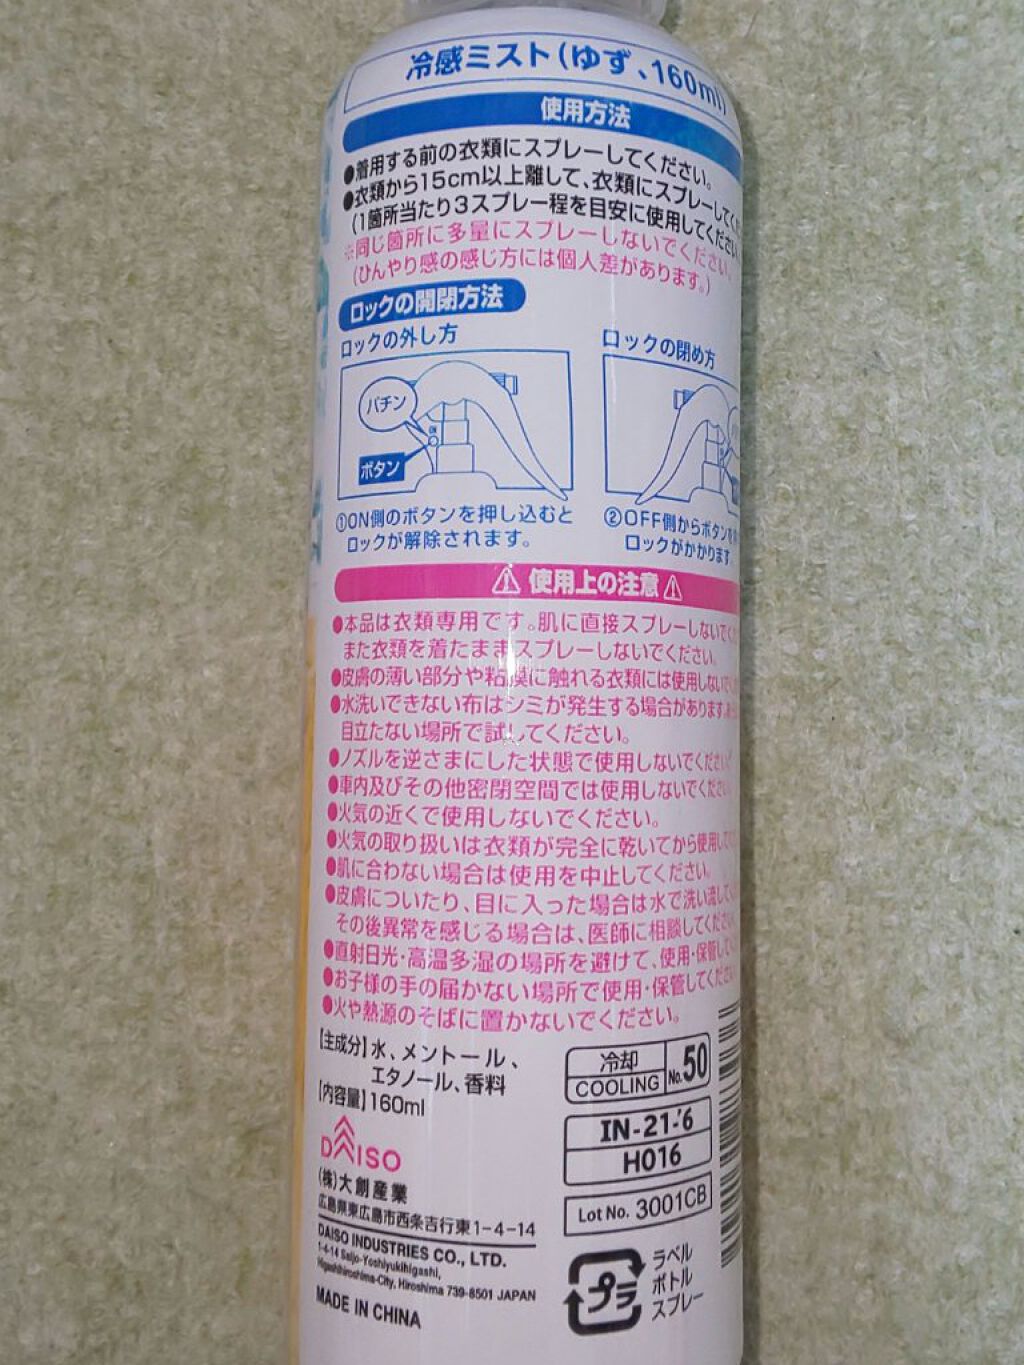 冷感ミスト(ゆず、160ml)
使用方法
●着用する前の衣類にスプレーしてください。
●衣類から15cm以上離して、衣類にスプレーしてく
(1箇所当たり3スプレー程を目安に使用してください
※同じ箇所に多量にスプレーしないでください。
(ひんやり感の感じ方には個人差があります。)
ロックの開閉方法
ロックの外し方
ロックの閉め方
パチン
ON
ボタン
①ON側のボタンを押し込むと
ロックが解除されます。
②OFF側からボタンを
ロックがかかります
⚠使用上の注意⚠
●本品は衣類専用です。肌に直接スプレーしないでく
また衣類を着たままスプレーしないでください。
●皮膚の薄い部分や粘膜に触れる衣類には使用しない
●水洗いできない布はシミが発生する場合があります。
目立たない場所で試してください。
●ノズルを逆さまにした状態で使用しないでください
●車内及びその他密閉空間では使用しないでくださ
●火気の近くで使用しないでください。
●火気の取り扱いは衣類が完全に乾いてから使用し
●肌に合わない場合は使用を中止してください。
●皮膚についたり、目に入った場合は水で洗い流して
その後異常を感じる場合は、医師に相談してくださ
●直射日光・高温多湿の場所を避けて、使用・保管して
●お子様の手の届かない場所で使用・保管してくださ
●火や熱源のそばに置かないでください。
【主成分】水、メントール、
エタノール、香料
【内容量】160ml
冷却
COOLING
No.50
IN-21-'6
H016
Lot No. 3001CB
DAISO
(株)大創産業
広島県東広島市西条吉行東1-4-14
DAISO INDUSTRIES CO., LTD.
1-4-14 Saijo-Yoshiyukihigashi,
Higashihiroshima-City, Hiroshima 739-8501 JAPAN
MADE IN CHINA
プラ
ラベル
ボトル
スプレー